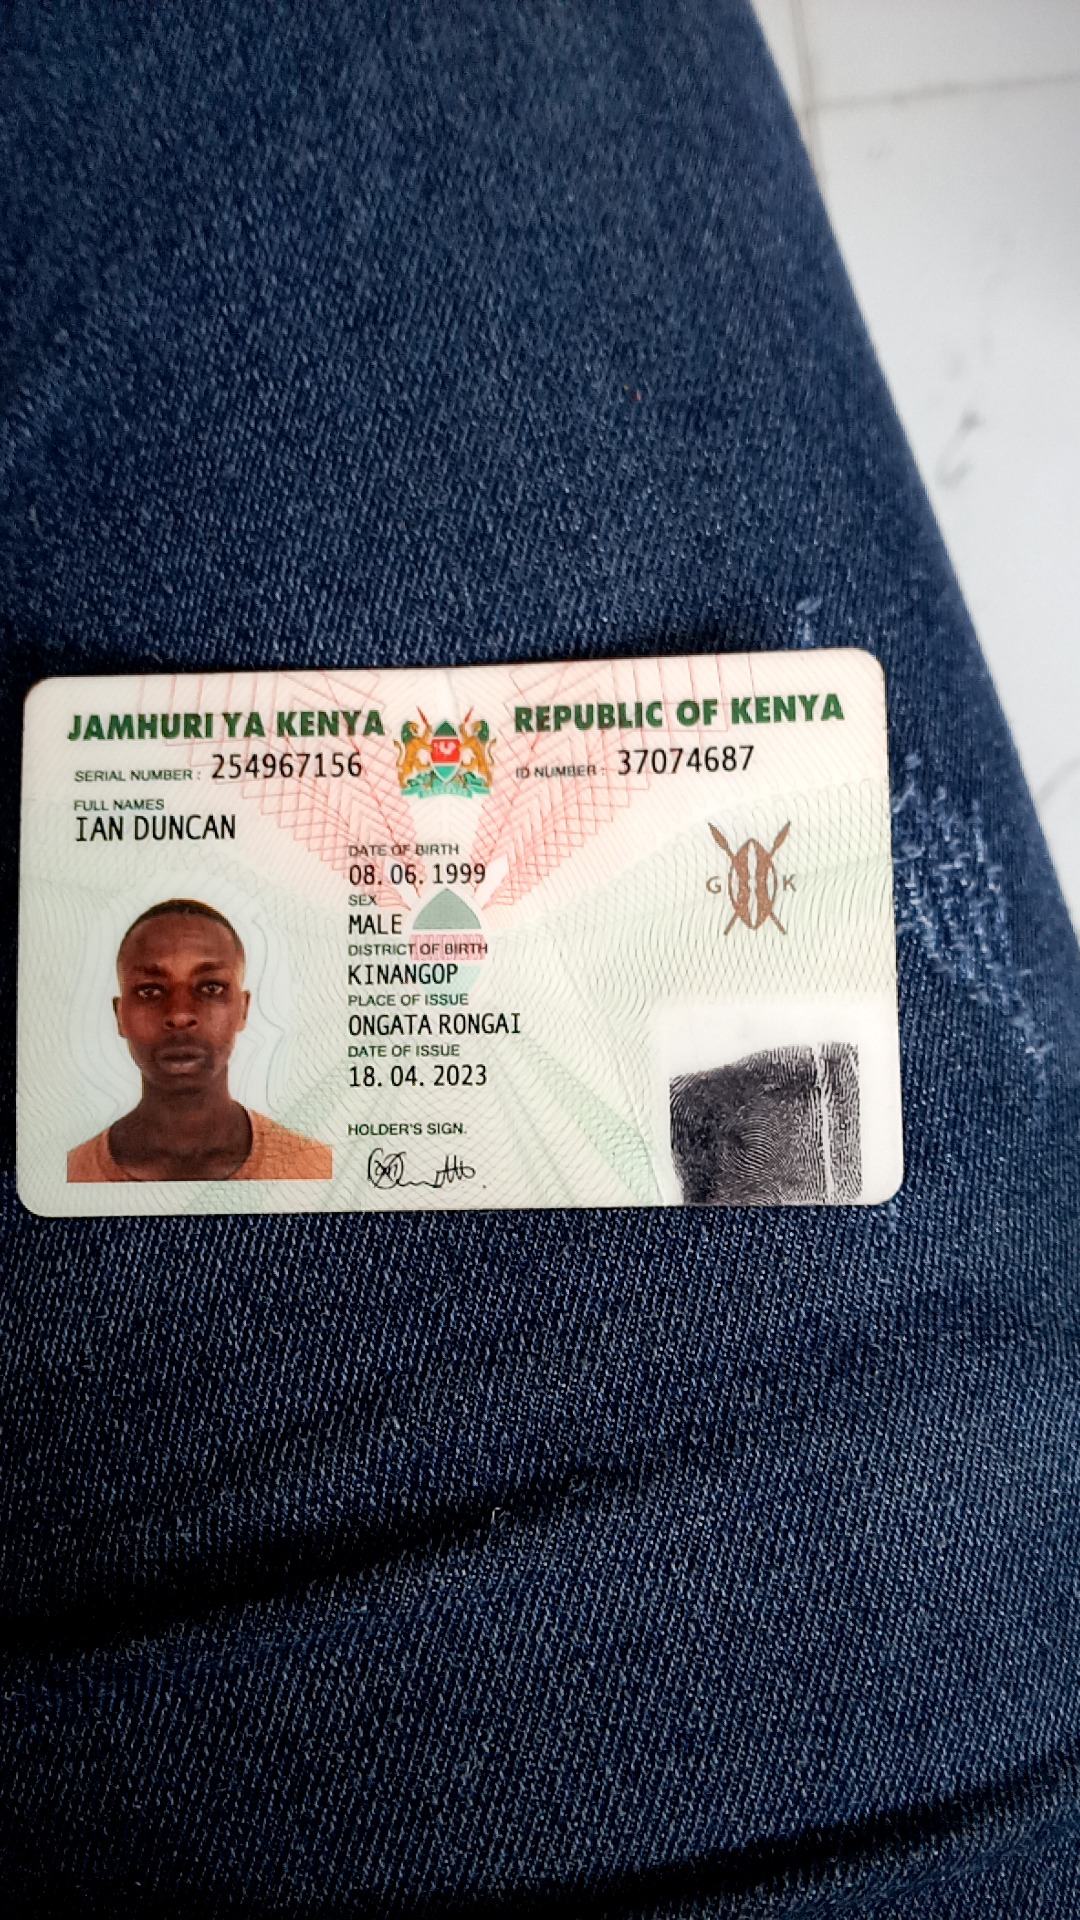 JAMHURI YA KENYA REPUBLIC OF KENYA
SERIAL NUMBER: 254967156 ID NUMBER: 37074687
FULL NAMES
IAN DUNCAN
DATE OF BIRTH
08. 06. 1999
SEX
MALE
G K
DISTRICT OF BIRTH
KINANGOP
PLACE OF ISSUE
ONGATA RONGAI
DATE OF ISSUE
18. 04. 2023
HOLDER'S SIGN.